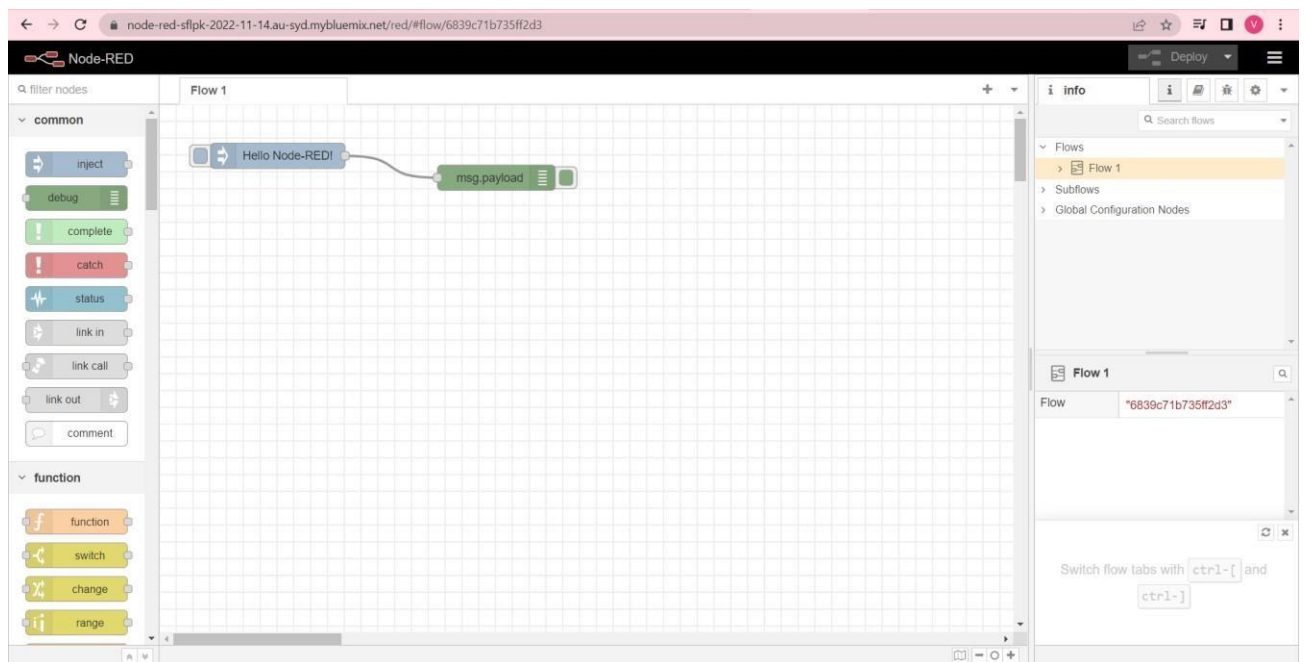 node-red-sflpk-2022-11-14.au-syd.mybluemix.net/red/#flow/6839c71b735ff2d3
V
Node-RED
Deploy
filter nodes
Flow 1
i info
i
common
Search flows
inject
Hello Node-RED!
Flows
Flow 1
msg.payload
debug
Subflows
Global Configuration Nodes
complete
catch
status
link in
link call
Flow 1
link out
Flow
"6839c71b735ff2d3"
comment
function
function
switch
Switch flow tabs with ctrl-[ and
ctrl-]
change
range